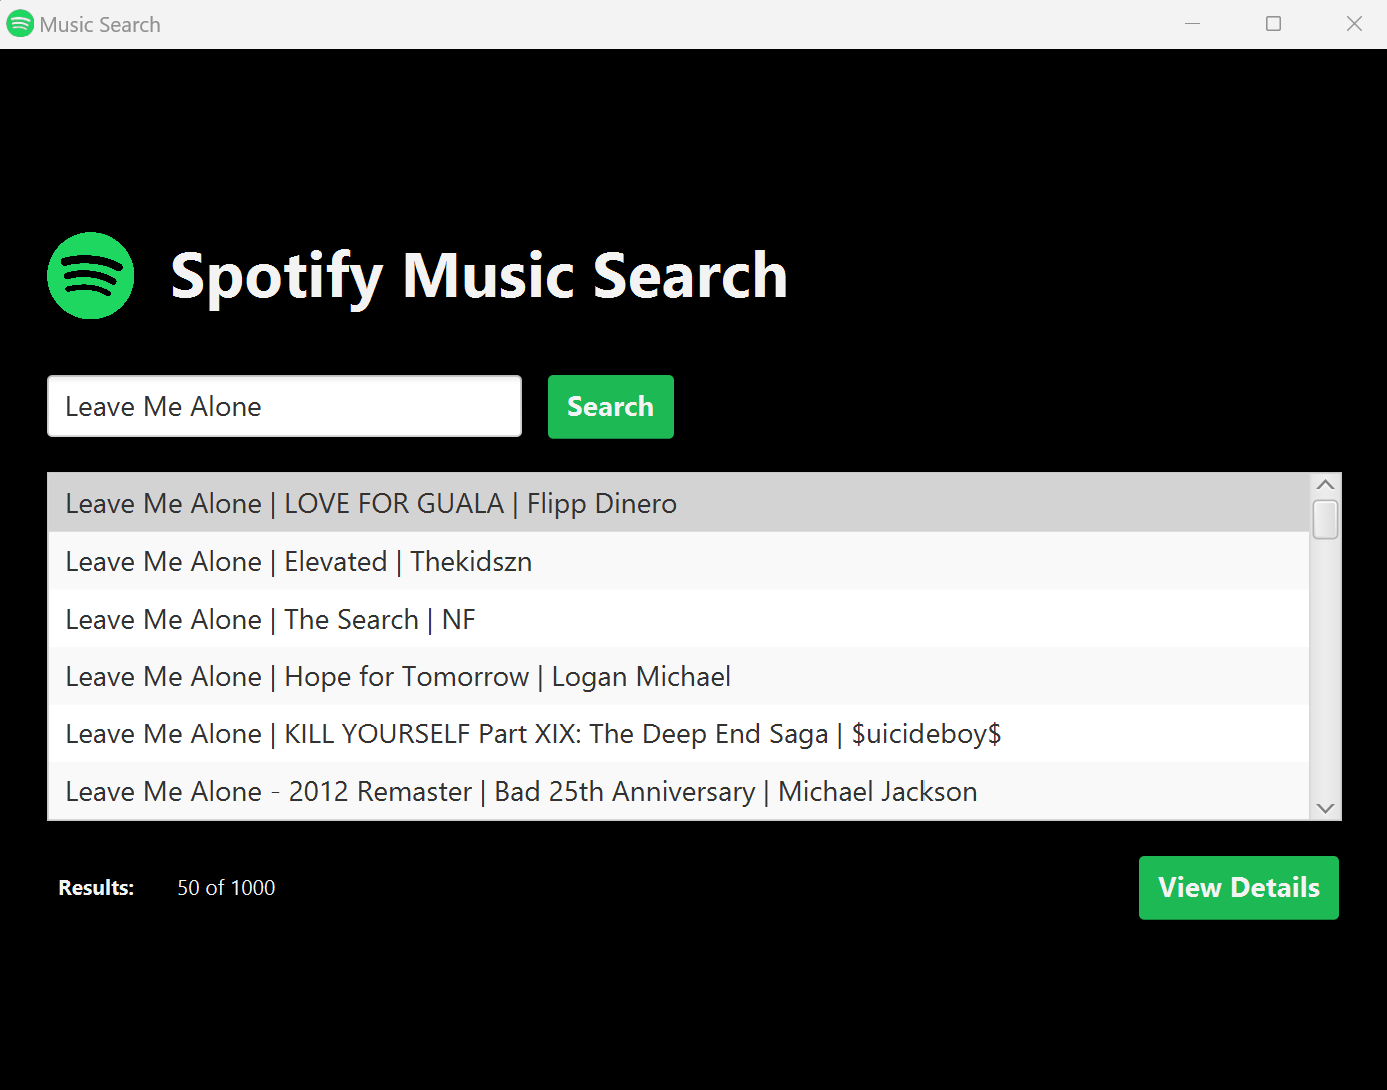 Music Search
Spotify Music Search
Leave Me Alone
Search
Leave Me Alone | LOVE FOR GUALA | Flipp Dinero
Leave Me Alone | Elevated | Thekidszn
Leave Me Alone | The Search | NF
Leave Me Alone | Hope for Tomorrow | Logan Michael
Leave Me Alone | KILL YOURSELF Part XIX: The Deep End Saga | $uicideboy$
Leave Me Alone - 2012 Remaster | Bad 25th Anniversary | Michael Jackson
Results: 50 of 1000
View Details